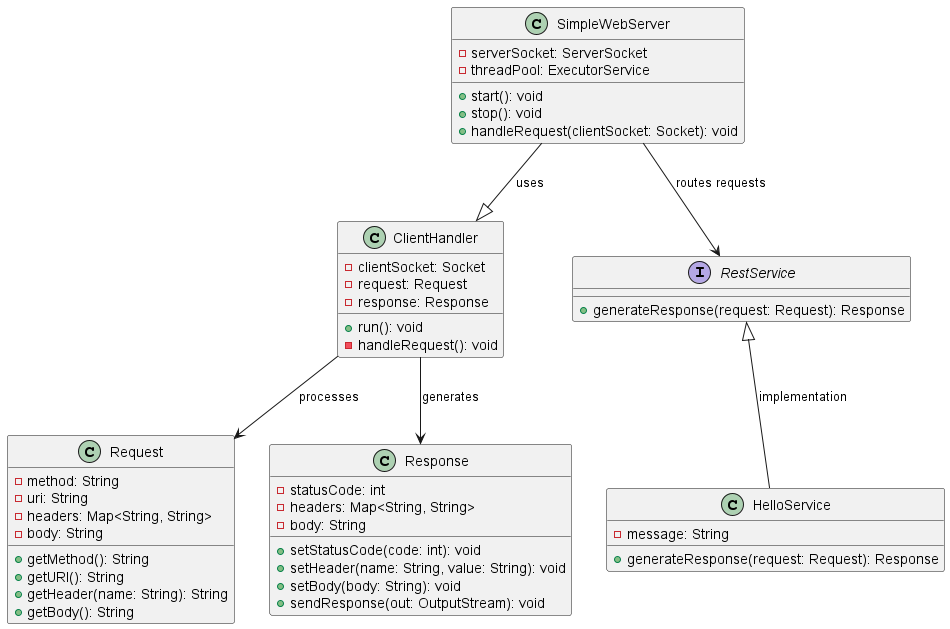 C SimpleWebServer
serverSocket: ServerSocket
threadPool: ExecutorService
start(): void
stop(): void
handleRequest(clientSocket: Socket): void
uses
routes requests
C ClientHandler
clientSocket: Socket
request: Request
response: Response
run(): void
handleRequest(): void
I RestService
generateResponse(request: Request): Response
processes
generates
implementation
C Request
method: String
uri: String
headers: Map<String, String>
body: String
getMethod(): String
getURI(): String
getHeader(name: String): String
getBody(): String
C Response
statusCode: int
headers: Map<String, String>
body: String
setStatusCode(code: int): void
setHeader(name: String, value: String): void
setBody(body: String): void
sendResponse(out: OutputStream): void
C HelloService
message: String
generateResponse(request: Request): Response